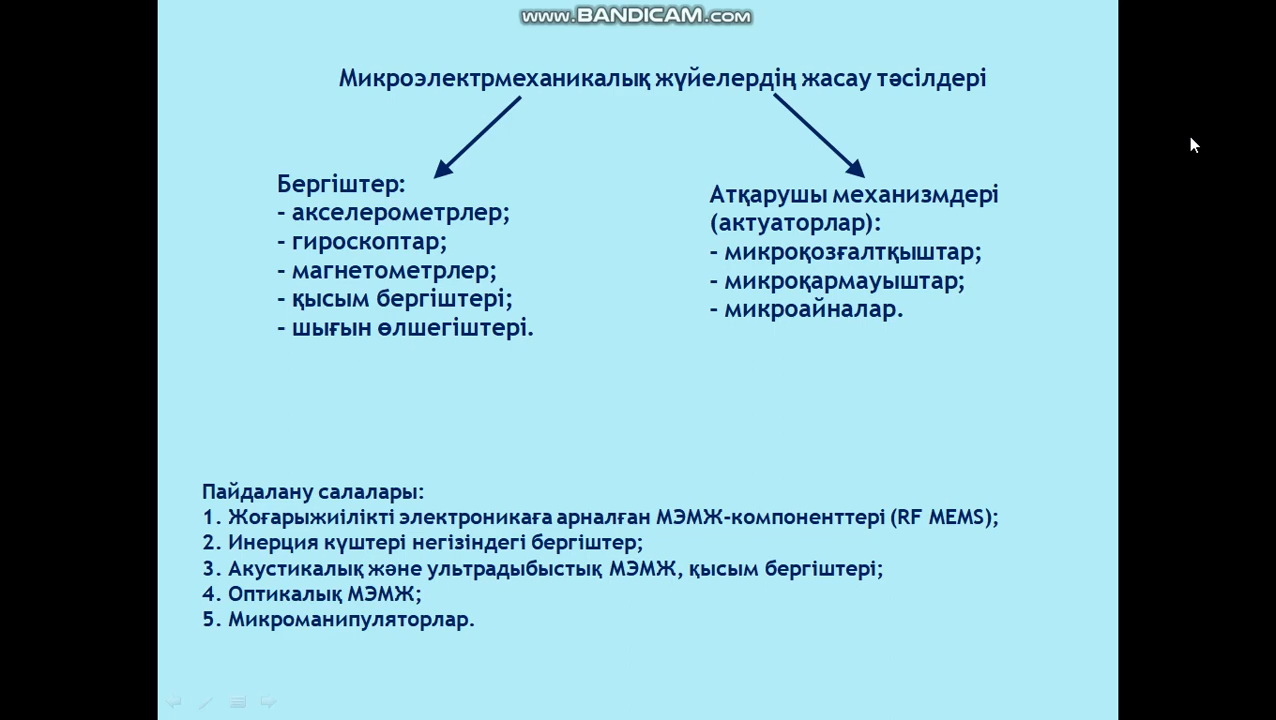 WWW.BANDICAM.COM
Микроэлектрмеханикалық жүйелердің жасау тәсілдері
Бергіштер:
- акселерометрлер;
- гироскоптар;
- магнетометрлер;
- қысым бергіштері;
- шығын өлшегіштері.
Атқарушы механизмдері
(актуаторлар):
- микроқозғалтқыштар;
- микроқармауыштар;
- микроайналар.
Пайдалану салалары:
1. Жоғарыжиілікті электроникаға арналған МЭМЖ-компоненттері (RF MEMS);
2. Инерция күштері негізіндегі бергіштер;
3. Акустикалық және ультрадыбыстық МЭМЖ, қысым бергіштері;
4. Оптикалық МЭМЖ;
5. Микроманипуляторлар.